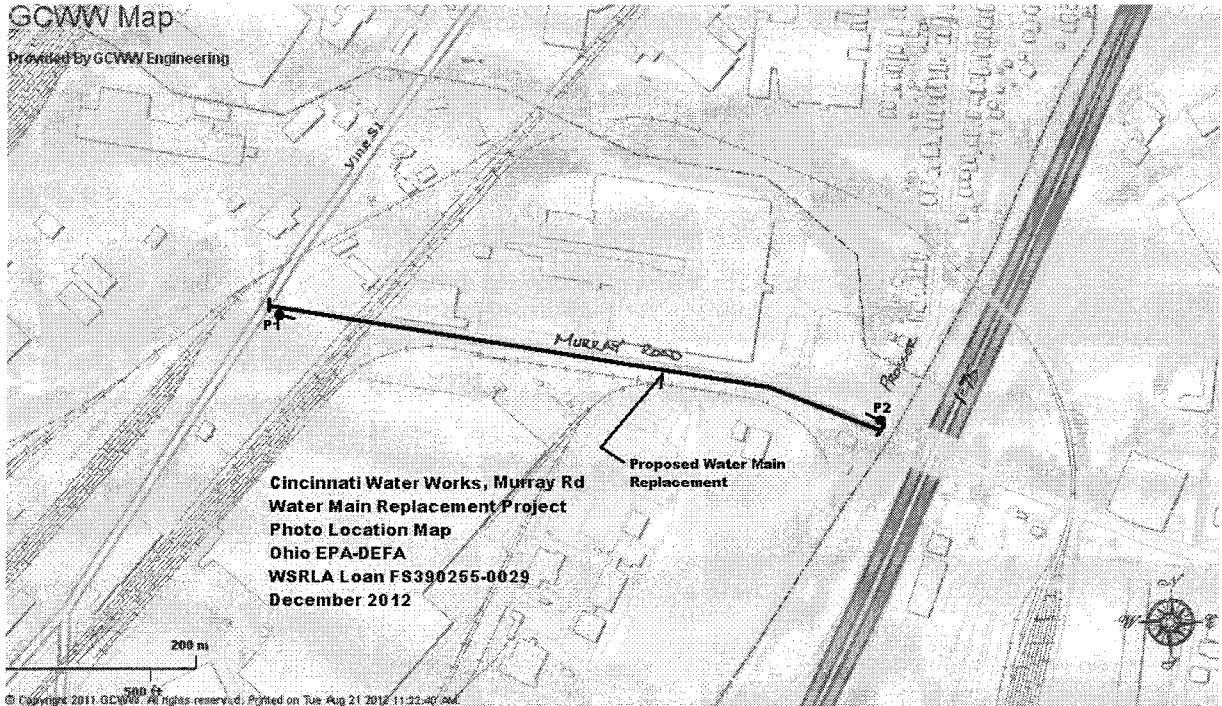 GCWW Map
Provided By GCWW Engineering
Vine St
P1
MURRAY ROAD
P2
I-75
Proposed Water Main
Replacement
Cincinnati Water Works, Murray Rd
Water Main Replacement Project
Photo Location Map
Ohio EPA-DEFA
WSRLA Loan FS390255-0029
December 2012
200 m
500 ft
© Copyright 2011 GCWW. All rights reserved. Printed on Tue Aug 21 2012 11:22:40 AM